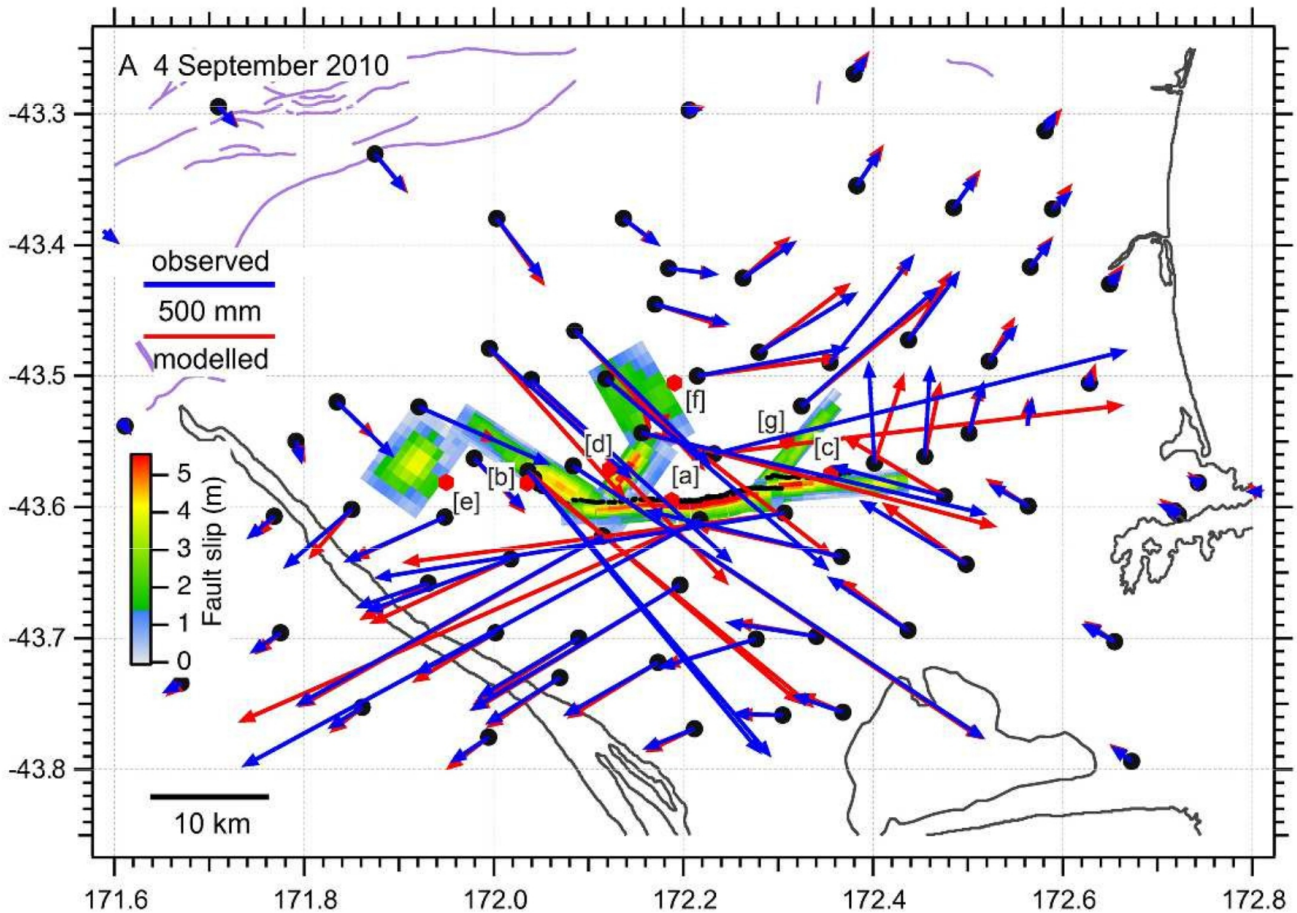 A 4 September 2010
-43.3
-43.4
observed
500 mm
modelled
-43.5
[f]
[g]
[d]
[c]
[a]
[b]
[e]
5
4
3
2
1
0
Fault slip (m)
-43.6
-43.7
-43.8
10 km
171.6 171.8 172.0 172.2 172.4 172.6 172.8